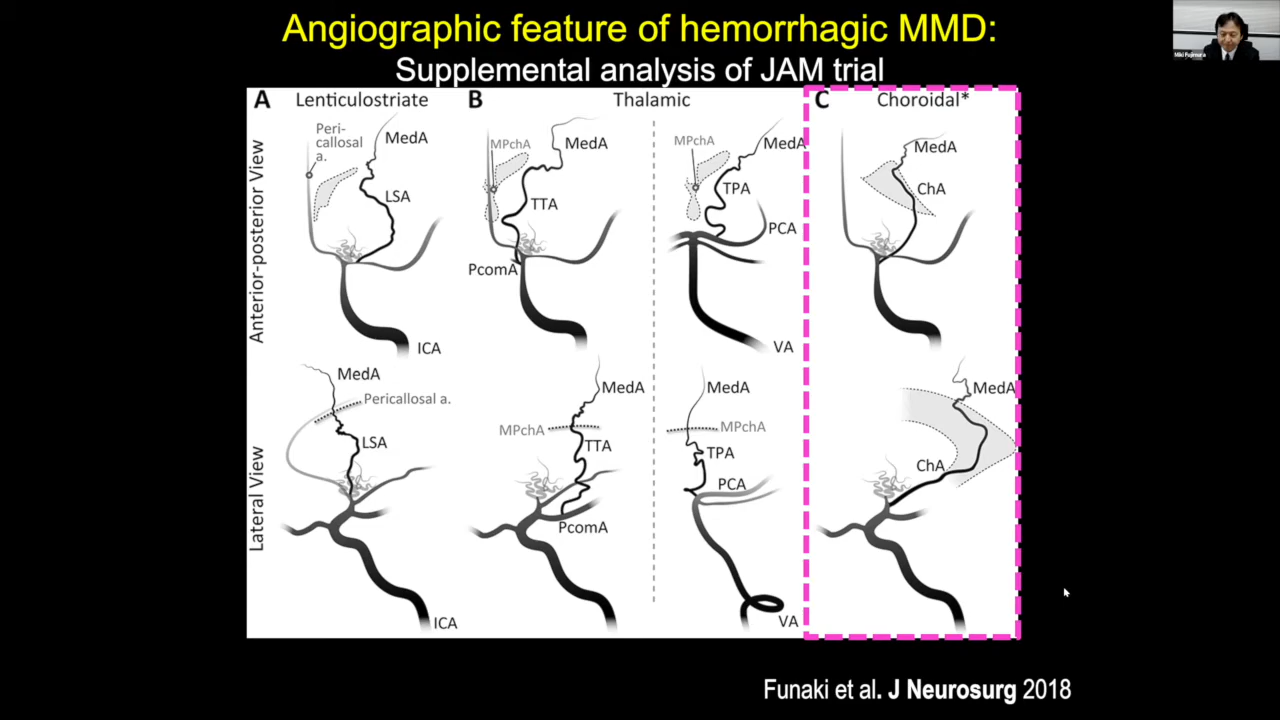 Angiographic feature of hemorrhagic MMD:
Supplemental analysis of JAM trial
Miki Fujimura
A Lenticulostriate
B Thalamic
C Choroidal*
Anterior-posterior View
Peri-
callosal
a.
MedA
LSA
ICA
MPchA
MedA
TTA
PcomA
MPchA
MedA
TPA
PCA
VA
MedA
ChA
Lateral View
MedA
Pericallosal a.
LSA
ICA
MedA
MPchA
TTA
PcomA
MedA
MPchA
TPA
PCA
VA
MedA
ChA
Funaki et al. J Neurosurg 2018